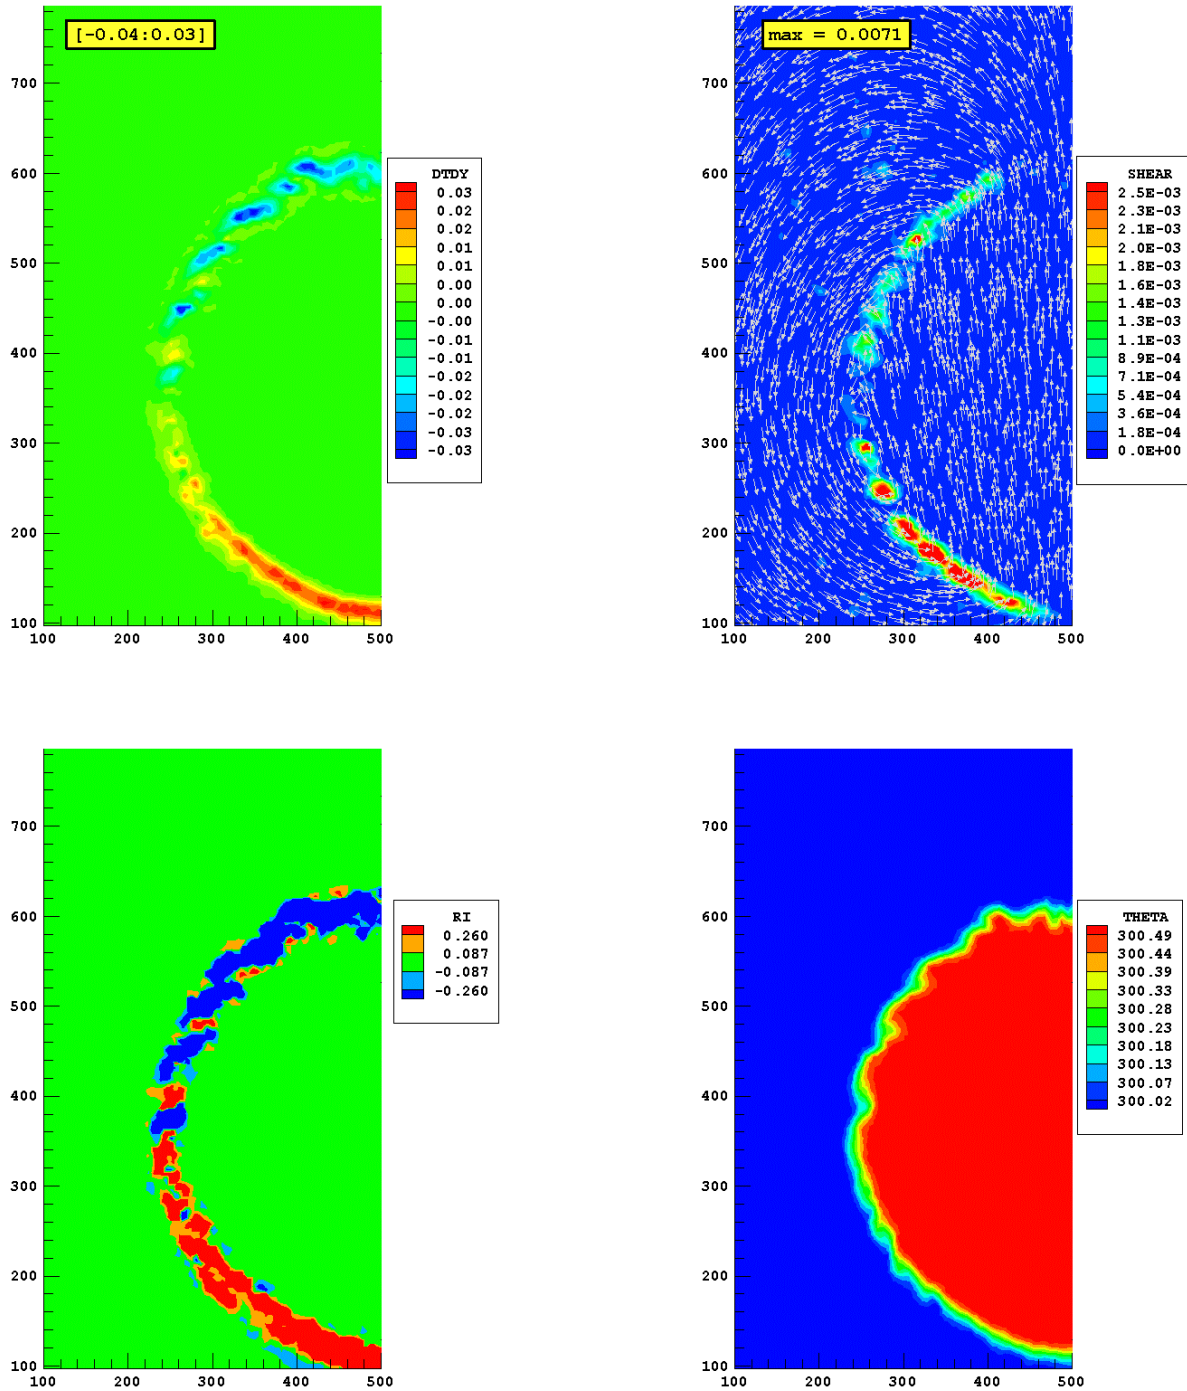 [-0.04:0.03]
700
600
500
400
300
200
100
100 200 300 400 500
DTDY
0.03
0.02
0.02
0.01
0.01
0.00
0.00
-0.00
-0.01
-0.01
-0.02
-0.02
-0.02
-0.03
-0.03
max = 0.0071
700
600
500
400
300
200
100
100 200 300 400 500
SHEAR
2.5E-03
2.3E-03
2.1E-03
2.0E-03
1.8E-03
1.6E-03
1.4E-03
1.3E-03
1.1E-03
8.9E-04
7.1E-04
5.4E-04
3.6E-04
1.8E-04
0.0E+00
700
600
500
400
300
200
100
100 200 300 400 500
RI
0.260
0.087
-0.087
-0.260
700
600
500
400
300
200
100
100 200 300 400 500
THETA
300.49
300.44
300.39
300.33
300.28
300.23
300.18
300.13
300.07
300.02